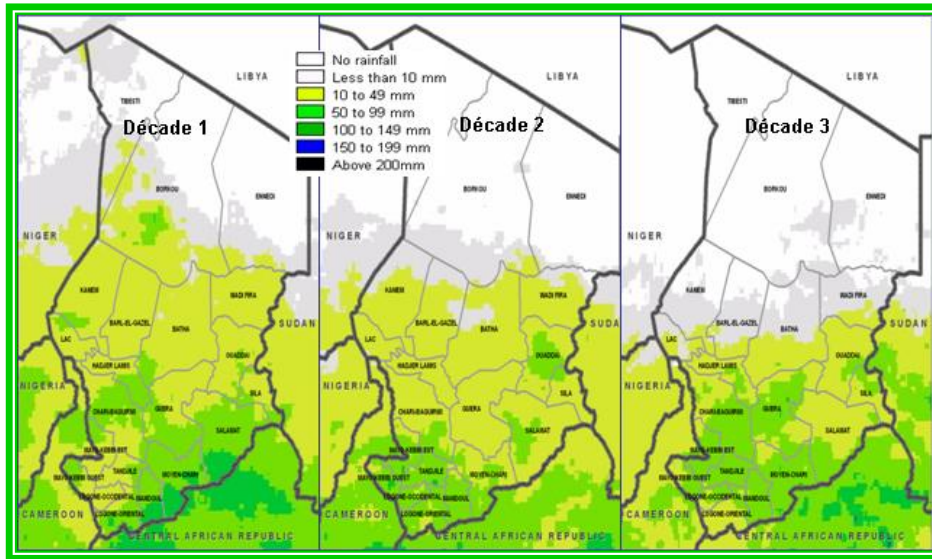 No rainfall
Less than 10 mm
10 to 49 mm
50 to 99 mm
100 to 149 mm
150 to 199 mm
Above 200mm
Décade 1
LIBYA
TIBESTI
BORKOU
ENNEDI
NIGER
KANEM
BARL-EL-GAZEL
BATHA
WADI FIRA
SUDAN
LAC
OUADDAI
HADJER LAMIS
NIGERIA
SILA
CHARI-BAGUIRMI
GUERA
SALAMAT
MAYO-KEBBI EST
MAYO-KEBBI OUEST
TANDJILE
MOYEN-CHARI
LOGONE-OCCIDENTAL
MANDOUL
LOGONE-ORIENTAL
CAMEROON
CENTRAL AFRICAN REPUBLIC
Décade 2
LIBYA
BORKOU
ENNEDI
NIGER
KANEM
BARL-EL-GAZEL
BATHA
WADI FIRA
SUDAN
LAC
OUADDAI
HADJER LAMIS
NIGERIA
SILA
CHARI-BAGUIRMI
GUERA
SALAMAT
MAYO-KEBBI EST
MAYO-KEBBI OUEST
TANDJILE
MOYEN-CHARI
LOGONE-OCCIDENTAL
MANDOUL
LOGONE-ORIENTAL
CAMEROON
CENTRAL AFRICAN REPUBLIC
Décade 3
LIBYA
TIBESTI
BORKOU
ENNEDI
NIGER
KANEM
BARL-EL-GAZEL
BATHA
WADI FIRA
SUDAN
LAC
OUADDAI
HADJER LAMIS
NIGERIA
SILA
CHARI-BAGUIRMI
GUERA
SALAMAT
MAYO-KEBBI EST
MAYO-KEBBI OUEST
TANDJILE
MOYEN-CHARI
LOGONE-OCCIDENTAL
MANDOUL
LOGONE-ORIENTAL
CAMEROON
CENTRAL AFRICAN REPUBLIC